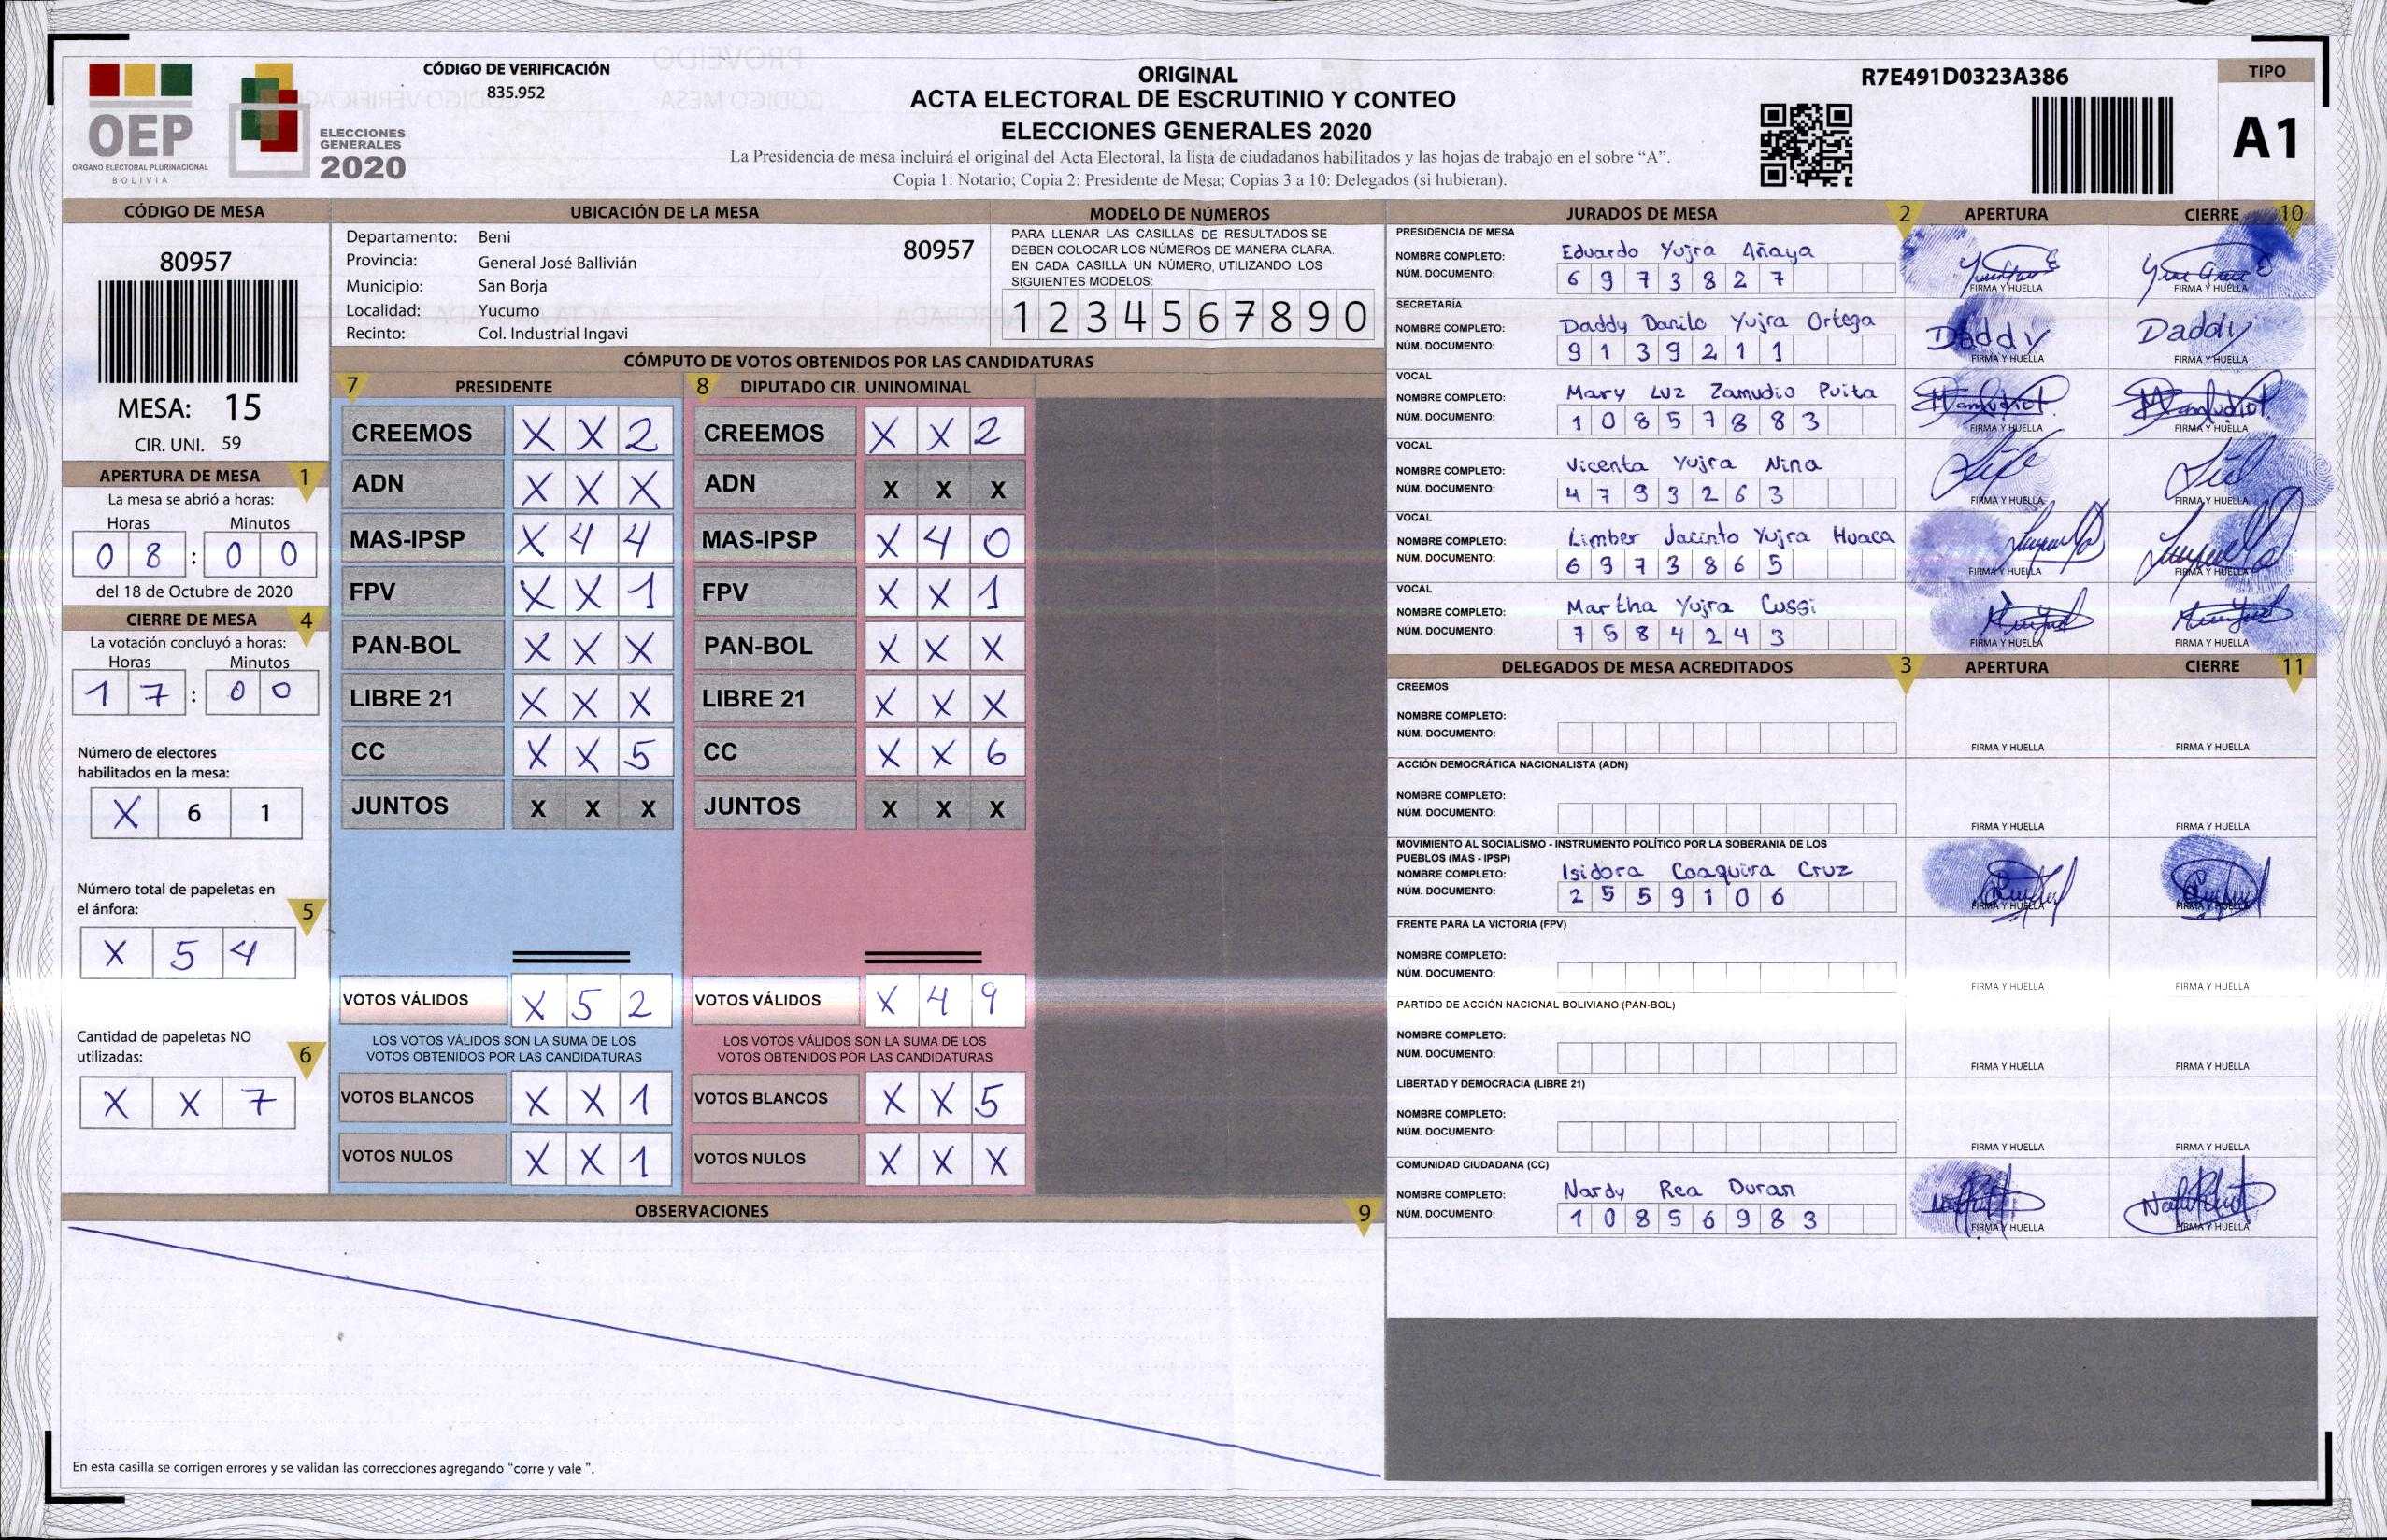 CÓDIGO DE VERIFICACIÓN
835.952
OEP
ÓRGANO ELECTORAL PLURINACIONAL
BOLIVIA
ELECCIONES
GENERALES
2020
ORIGINAL
ACTA ELECTORAL DE ESCRUTINIO Y CONTEO
ELECCIONES GENERALES 2020
La Presidencia de mesa incluirá el original del Acta Electoral, la lista de ciudadanos habilitados y las hojas de trabajo en el sobre “A”.
Copia 1: Notario; Copia 2: Presidente de Mesa; Copias 3 a 10: Delegados (si hubieran).
R7E491D0323A386
TIPO
A1
CÓDIGO DE MESA
80957
MESA: 15
CIR. UNI. 59
APERTURA DE MESA 1
La mesa se abrió a horas:
Horas Minutos
0 8 : 0 0
del 18 de Octubre de 2020
CIERRE DE MESA 4
La votación concluyó a horas:
Horas Minutos
1 7 : 0 0
Número de electores
habilitados en la mesa:
X 6 1
Número total de papeletas en
el ánfora: 5
X 5 4
Cantidad de papeletas NO
utilizadas: 6
X X 7
UBICACIÓN DE LA MESA
Departamento: Beni
Provincia: General José Ballivián
Municipio: San Borja
Localidad: Yucumo
Recinto: Col. Industrial Ingavi
80957
MODELO DE NÚMEROS
PARA LLENAR LAS CASILLAS DE RESULTADOS SE
DEBEN COLOCAR LOS NÚMEROS DE MANERA CLARA.
EN CADA CASILLA UN NÚMERO, UTILIZANDO LOS
SIGUIENTES MODELOS:
1 2 3 4 5 6 7 8 9 0
CÓMPUTO DE VOTOS OBTENIDOS POR LAS CANDIDATURAS
7 PRESIDENTE
CREEMOS X X 2
ADN X X X
MAS-IPSP X 4 4
FPV X X 1
PAN-BOL X X X
LIBRE 21 X X X
CC X X 5
JUNTOS X X X
VOTOS VÁLIDOS X 5 2
LOS VOTOS VÁLIDOS SON LA SUMA DE LOS
VOTOS OBTENIDOS POR LAS CANDIDATURAS
VOTOS BLANCOS X X 1
VOTOS NULOS X X 1
8 DIPUTADO CIR. UNINOMINAL
CREEMOS X X 2
ADN X X X
MAS-IPSP X 4 0
FPV X X 1
PAN-BOL X X X
LIBRE 21 X X X
CC X X 6
JUNTOS X X X
VOTOS VÁLIDOS X 4 9
LOS VOTOS VÁLIDOS SON LA SUMA DE LOS
VOTOS OBTENIDOS POR LAS CANDIDATURAS
VOTOS BLANCOS X X 5
VOTOS NULOS X X X
OBSERVACIONES 9
En esta casilla se corrigen errores y se validan las correcciones agregando “corre y vale ”.
JURADOS DE MESA 2 APERTURA CIERRE 10
PRESIDENCIA DE MESA
NOMBRE COMPLETO: Eduardo Yujra Añaya
NÚM. DOCUMENTO: 6 9 7 3 8 2 7
FIRMA Y HUELLA FIRMA Y HUELLA
SECRETARÍA
NOMBRE COMPLETO: Daddy Danilo Yujra Ortega
NÚM. DOCUMENTO: 9 1 3 9 2 1 1
Daddy Daddy
FIRMA Y HUELLA FIRMA Y HUELLA
VOCAL
NOMBRE COMPLETO: Mary Luz Zamudio Puita
NÚM. DOCUMENTO: 1 0 8 5 7 8 8 3
FIRMA Y HUELLA FIRMA Y HUELLA
VOCAL
NOMBRE COMPLETO: Vicenta Yujra Nina
NÚM. DOCUMENTO: 4 7 9 3 2 6 3
FIRMA Y HUELLA FIRMA Y HUELLA
VOCAL
NOMBRE COMPLETO: Limber Jacinto Yujra Huaca
NÚM. DOCUMENTO: 6 9 7 3 8 6 5
FIRMA Y HUELLA FIRMA Y HUELLA
VOCAL
NOMBRE COMPLETO: Martha Yujra Cussi
NÚM. DOCUMENTO: 7 5 8 4 2 4 3
FIRMA Y HUELLA FIRMA Y HUELLA
DELEGADOS DE MESA ACREDITADOS 3 APERTURA CIERRE 11
CREEMOS
NOMBRE COMPLETO:
NÚM. DOCUMENTO:
FIRMA Y HUELLA FIRMA Y HUELLA
ACCIÓN DEMOCRÁTICA NACIONALISTA (ADN)
NOMBRE COMPLETO:
NÚM. DOCUMENTO:
FIRMA Y HUELLA FIRMA Y HUELLA
MOVIMIENTO AL SOCIALISMO - INSTRUMENTO POLÍTICO POR LA SOBERANIA DE LOS
PUEBLOS (MAS - IPSP)
NOMBRE COMPLETO: Isidora Coaquira Cruz
NÚM. DOCUMENTO: 2 5 5 9 1 0 6
FIRMA Y HUELLA FIRMA Y HUELLA
FRENTE PARA LA VICTORIA (FPV)
NOMBRE COMPLETO:
NÚM. DOCUMENTO:
FIRMA Y HUELLA FIRMA Y HUELLA
PARTIDO DE ACCIÓN NACIONAL BOLIVIANO (PAN-BOL)
NOMBRE COMPLETO:
NÚM. DOCUMENTO:
FIRMA Y HUELLA FIRMA Y HUELLA
LIBERTAD Y DEMOCRACIA (LIBRE 21)
NOMBRE COMPLETO:
NÚM. DOCUMENTO:
FIRMA Y HUELLA FIRMA Y HUELLA
COMUNIDAD CIUDADANA (CC)
NOMBRE COMPLETO: Nardy Rea Duran
NÚM. DOCUMENTO: 1 0 8 5 6 9 8 3
FIRMA Y HUELLA FIRMA Y HUELLA